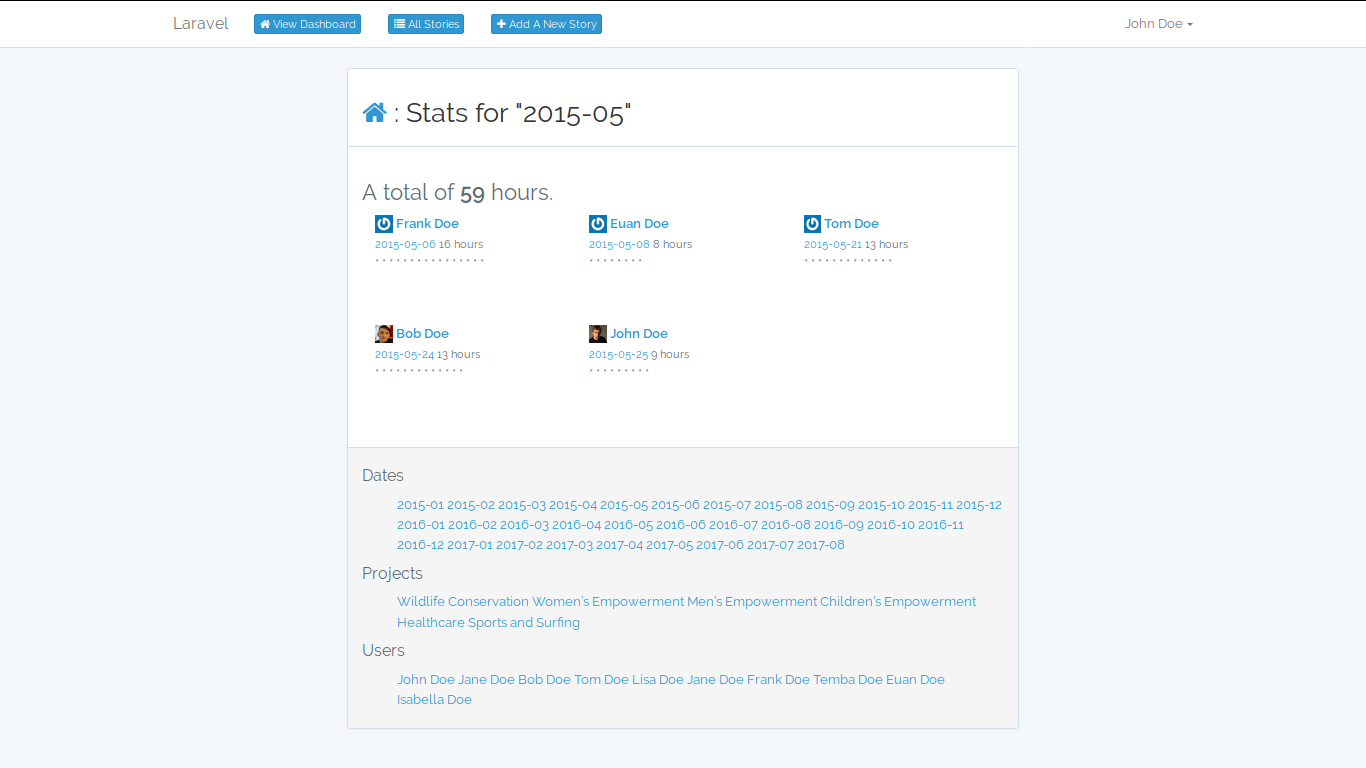 Laravel View Dashboard All Stories Add A New Story John Doe
: Stats for "2015-05"
A total of 59 hours.
Frank Doe Euan Doe Tom Doe
2015-05-06 16 hours 2015-05-08 8 hours 2015-05-21 13 hours
• • • • • • • • • • • • • • • • • • • • • • • • • • • • • • • • • • • • •
Bob Doe John Doe
2015-05-24 13 hours 2015-05-25 9 hours
• • • • • • • • • • • • • • • • • • • • • •
Dates
2015-01 2015-02 2015-03 2015-04 2015-05 2015-06 2015-07 2015-08 2015-09 2015-10 2015-11 2015-12
2016-01 2016-02 2016-03 2016-04 2016-05 2016-06 2016-07 2016-08 2016-09 2016-10 2016-11
2016-12 2017-01 2017-02 2017-03 2017-04 2017-05 2017-06 2017-07 2017-08
Projects
Wildlife Conservation Women's Empowerment Men's Empowerment Children's Empowerment
Healthcare Sports and Surfing
Users
John Doe Jane Doe Bob Doe Tom Doe Lisa Doe Jane Doe Frank Doe Temba Doe Euan Doe
Isabella Doe